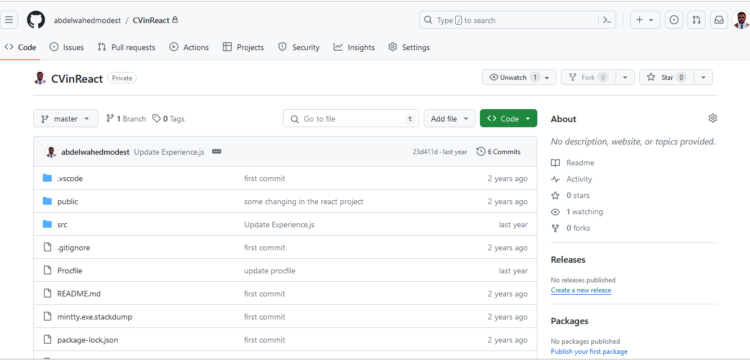 abdelwahedmodest / CVinReact
Type / to search
Code Issues Pull requests Actions Projects Security Insights Settings
CVinReact Private
Unwatch 1 Fork 0 Star 0
master 1 Branch 0 Tags Go to file t Add file Code
abdelwahedmodest Update Experience.js 23d411d · last year 6 Commits
.vscode first commit 2 years ago
public some changing in the react project 2 years ago
src Update Experience.js last year
.gitignore first commit 2 years ago
Procfile update procfile last year
README.md first commit 2 years ago
mintty.exe.stackdump first commit 2 years ago
package-lock.json first commit 2 years ago
About
No description, website, or topics provided.
Readme
Activity
0 stars
1 watching
0 forks
Releases
No releases published
Create a new release
Packages
No packages published
Publish your first package